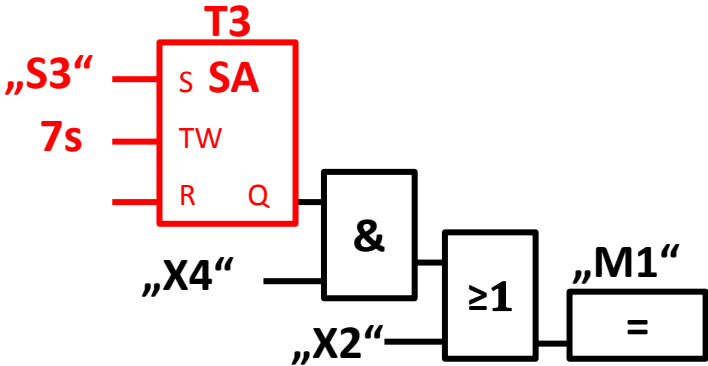 T3
„S3“ S SA
7s TW
R Q
&
„X4“
„M1“
≥1
=
„X2“